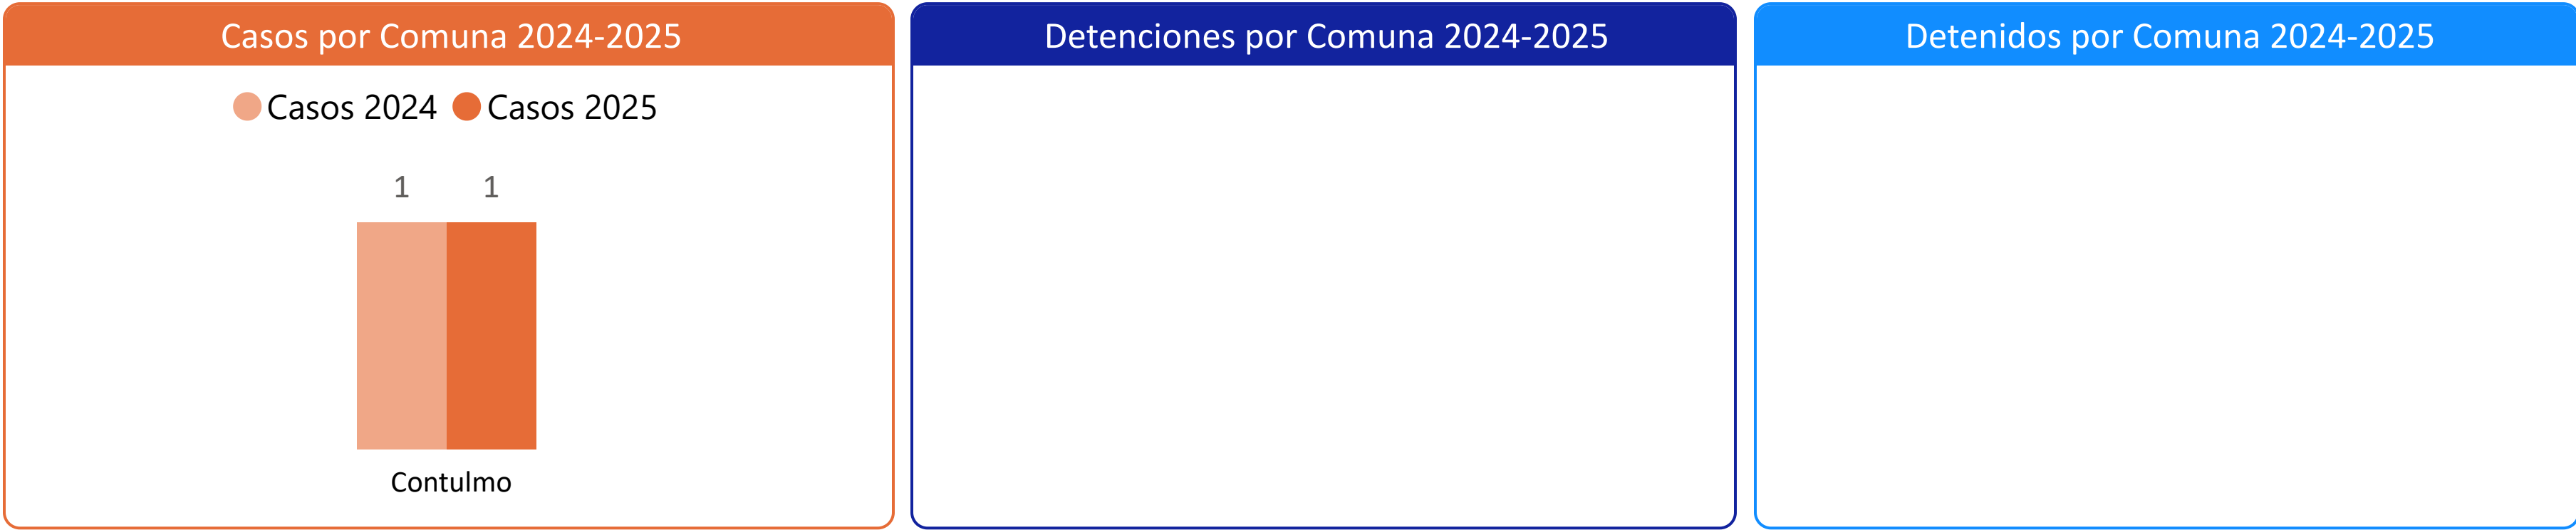 Casos por Comuna 2024-2025
Casos 2024 Casos 2025
1 1
Contulmo
Detenciones por Comuna 2024-2025
Detenidos por Comuna 2024-2025